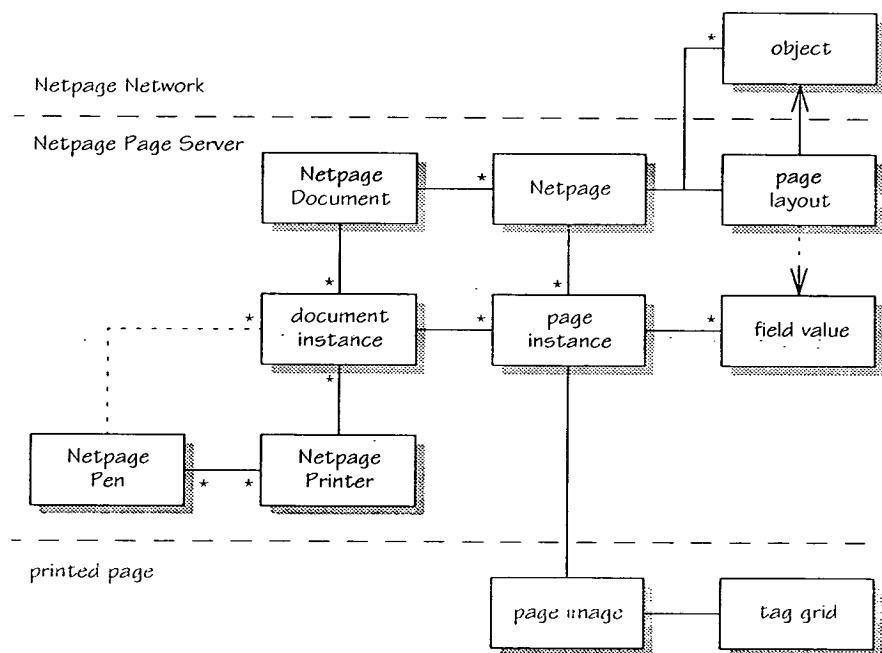 object
Netpage Network
Netpage Page Server
Netpage
Document
Netpage
page
layout
document
instance
page
instance
field value
Netpage
Pen
Netpage
Printer
printed page
page image
tag grid